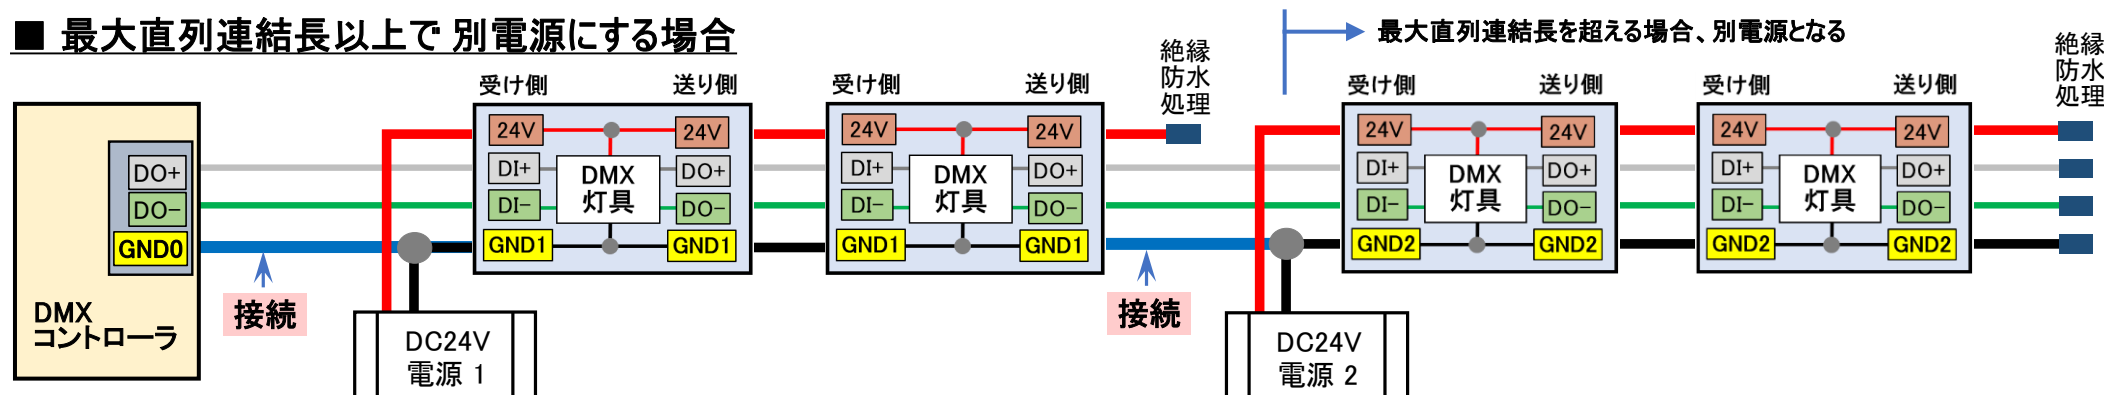 ■ 最大直列連結長以上で 別電源にする場合
最大直列連結長を超える場合、別電源となる
絶縁
防水
処理
絶縁
防水
処理
受け側
送り側
受け側
送り側
受け側
送り側
受け側
送り側
DO+
DO−
GND0
DMX
コントローラ
接続
DC24V
電源 1
24V
DI+
DI−
GND1
DMX
灯具
24V
DO+
DO−
GND1
24V
DI+
DI−
GND1
DMX
灯具
24V
DO+
DO−
GND1
接続
DC24V
電源 2
24V
DI+
DI−
GND2
DMX
灯具
24V
DO+
DO−
GND2
24V
DI+
DI−
GND2
DMX
灯具
24V
DO+
DO−
GND2